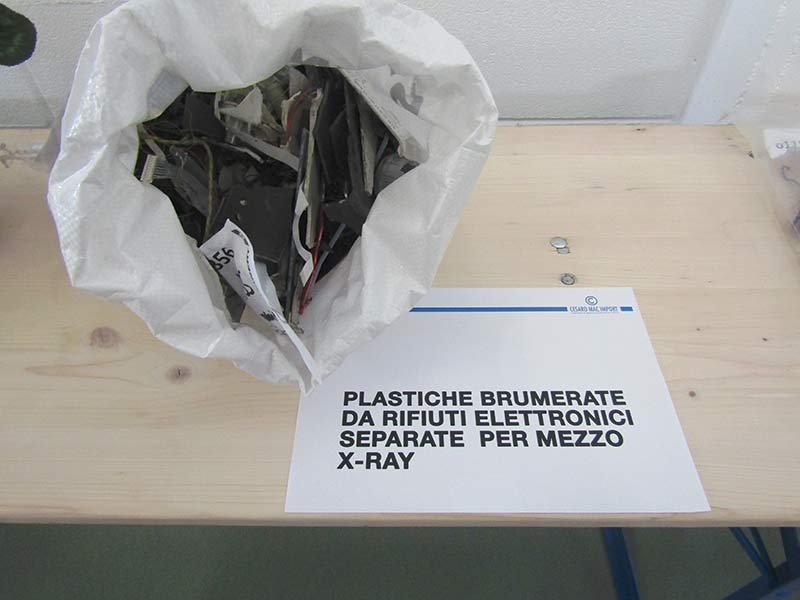 CESARO MAC IMPORT
PLASTICHE BRUMERATE
DA RIFIUTI ELETTRONICI
SEPARATE PER MEZZO
X-RAY